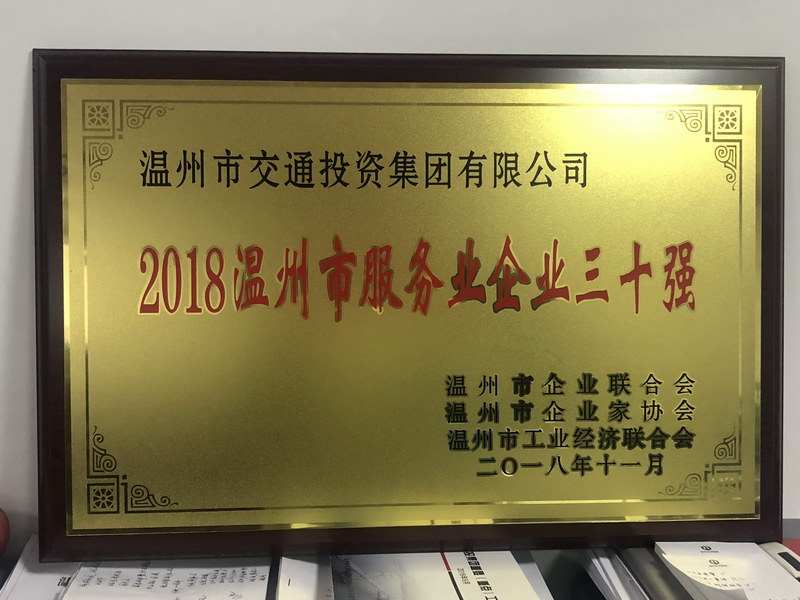 温州市交通投资集团有限公司
2018温州市服务业企业三十强
温州市企业联合会
温州市企业家协会
温州市工业经济联合会
二〇一八年十一月